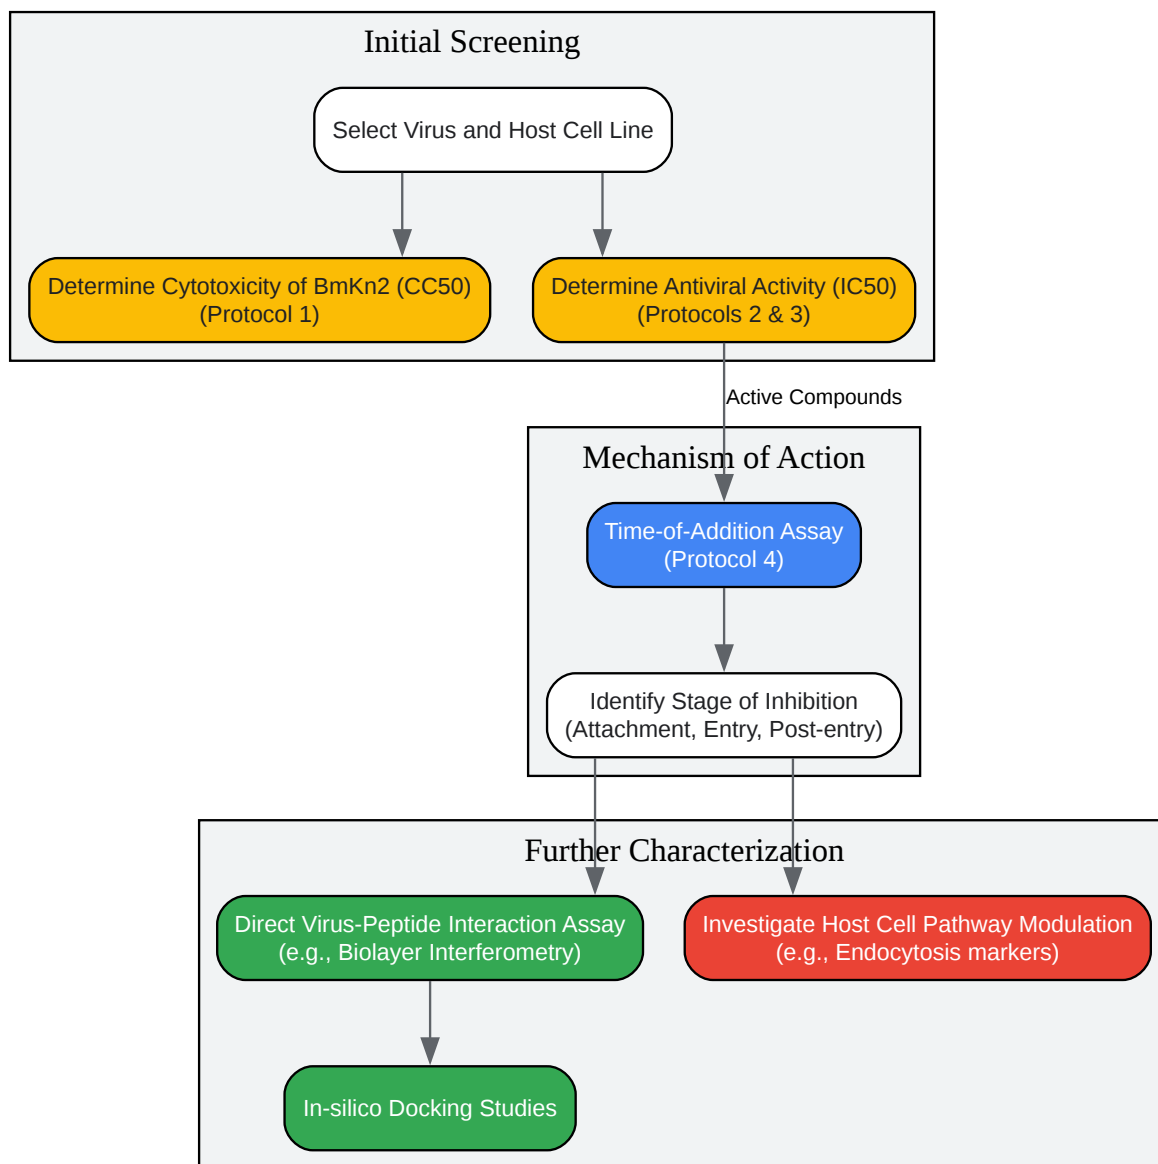 Initial Screening
Select Virus and Host Cell Line
Determine Cytotoxicity of BmKn2 (CC50)
(Protocol 1)
Determine Antiviral Activity (IC50)
(Protocols 2 & 3)
Active Compounds
Mechanism of Action
Time-of-Addition Assay
(Protocol 4)
Identify Stage of Inhibition
(Attachment, Entry, Post-entry)
Further Characterization
Direct Virus-Peptide Interaction Assay
(e.g., Biolayer Interferometry)
Investigate Host Cell Pathway Modulation
(e.g., Endocytosis markers)
In-silico Docking Studies